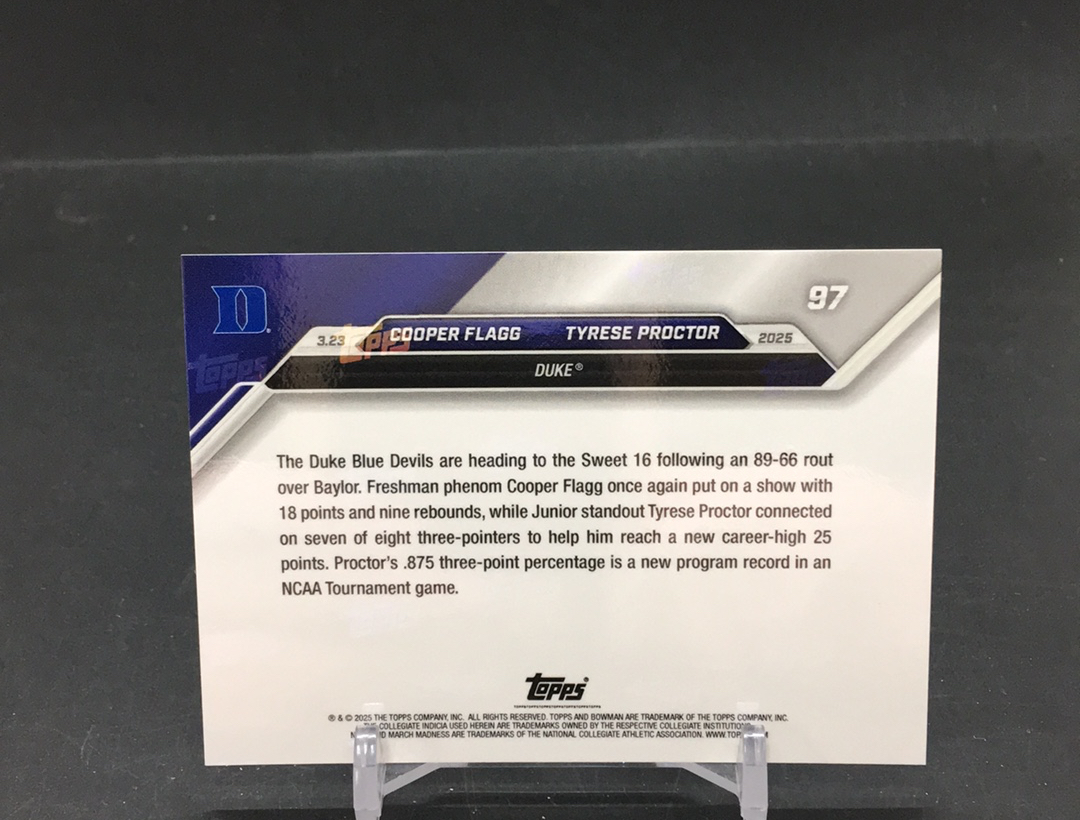 D
97
3.23
COOPER FLAGG TYRESE PROCTOR
2025
DUKE®
topps
topps
The Duke Blue Devils are heading to the Sweet 16 following an 89-66 rout
over Baylor. Freshman phenom Cooper Flagg once again put on a show with
18 points and nine rebounds, while Junior standout Tyrese Proctor connected
on seven of eight three-pointers to help him reach a new career-high 25
points. Proctor's .875 three-point percentage is a new program record in an
NCAA Tournament game.
topps®
® & © 2025 THE TOPPS COMPANY, INC. ALL RIGHTS RESERVED. TOPPS AND BOWMAN ARE TRADEMARK OF THE TOPPS COMPANY, INC.
COLLEGIATE INDICIA USED HEREIN ARE TRADEMARKS OWNED BY THE RESPECTIVE COLLEGIATE
MARCH MADNESS ARE TRADEMARKS OF THE NATIONAL COLLEGIATE ATHLETIC ASSOCIATION.